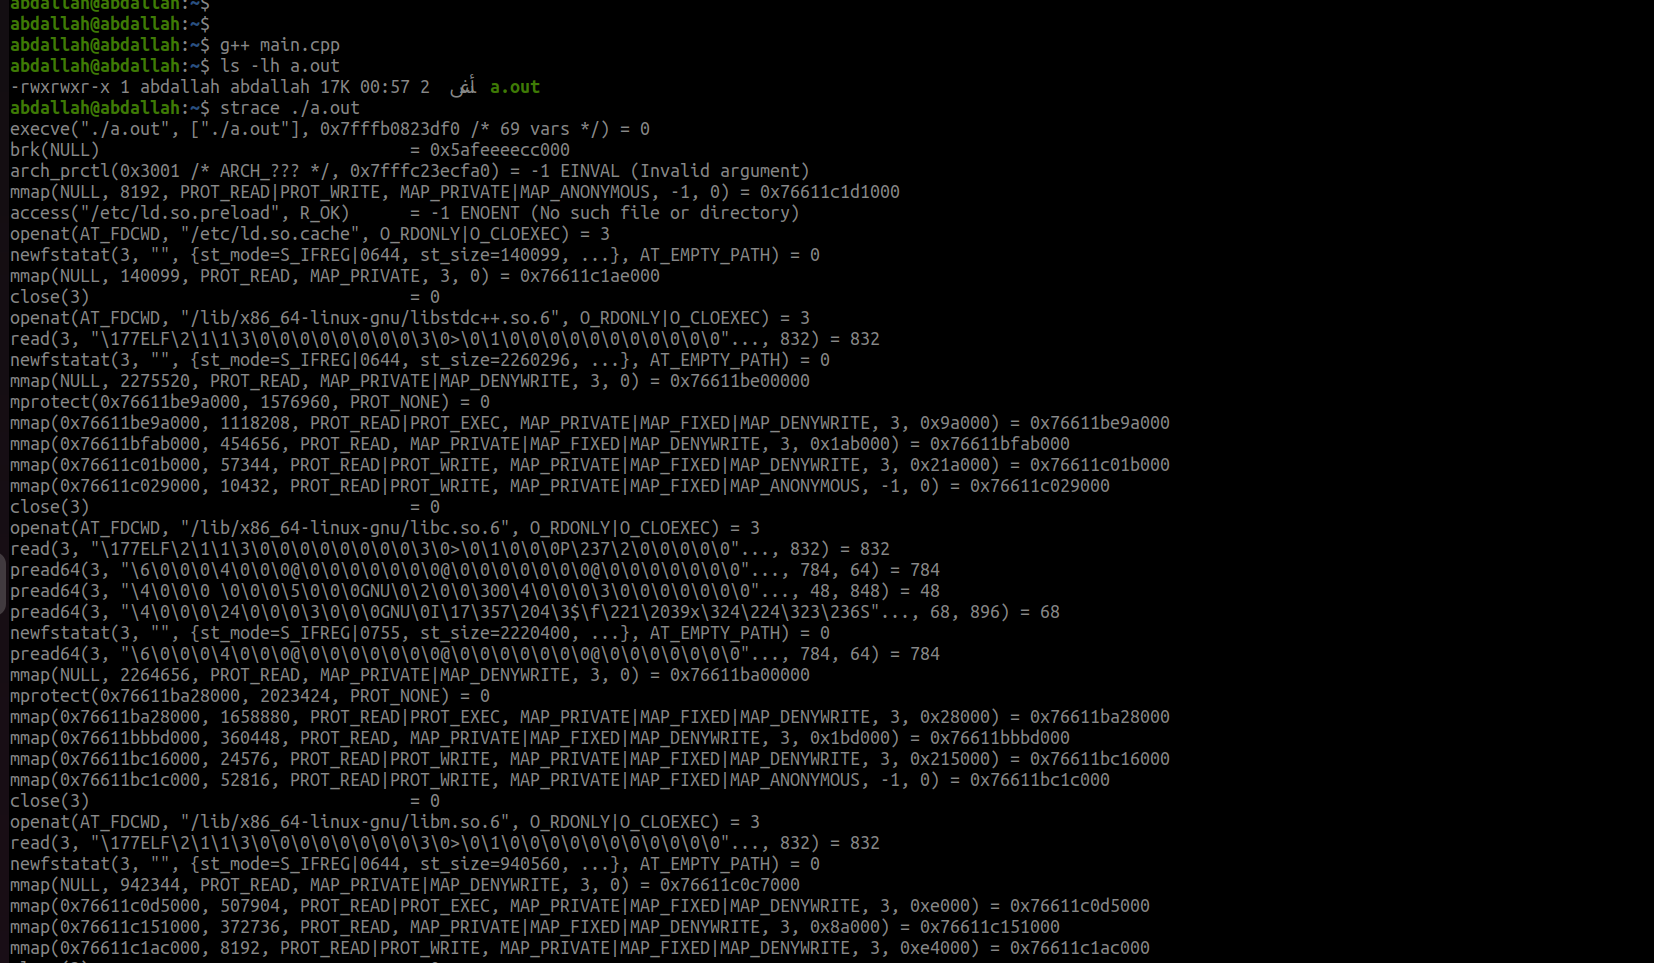 abdallah@abdallah:~$
abdallah@abdallah:~$
abdallah@abdallah:~$ g++ main.cpp
abdallah@abdallah:~$ ls -lh a.out
-rwxrwxr-x 1 abdallah abdallah 17K 00:57 2 a.out
abdallah@abdallah:~$ strace ./a.out
execve("./a.out", ["./a.out"], 0x7fffb0823df0 /* 69 vars */) = 0
brk(NULL) = 0x5afeeeecc000
arch_prctl(0x3001 /* ARCH_??? */, 0x7fffc23ecfa0) = -1 EINVAL (Invalid argument)
mmap(NULL, 8192, PROT_READ|PROT_WRITE, MAP_PRIVATE|MAP_ANONYMOUS, -1, 0) = 0x76611c1d1000
access("/etc/ld.so.preload", R_OK) = -1 ENOENT (No such file or directory)
openat(AT_FDCWD, "/etc/ld.so.cache", O_RDONLY|O_CLOEXEC) = 3
newfstatat(3, "", {st_mode=S_IFREG|0644, st_size=140099, ...}, AT_EMPTY_PATH) = 0
mmap(NULL, 140099, PROT_READ, MAP_PRIVATE, 3, 0) = 0x76611c1ae000
close(3) = 0
openat(AT_FDCWD, "/lib/x86_64-linux-gnu/libstdc++.so.6", O_RDONLY|O_CLOEXEC) = 3
read(3, "\177ELF\2\1\1\3\0\0\0\0\0\0\0\0\3\0>\0\1\0\0\0\0\0\0\0\0\0\0\0"..., 832) = 832
newfstatat(3, "", {st_mode=S_IFREG|0644, st_size=2260296, ...}, AT_EMPTY_PATH) = 0
mmap(NULL, 2275520, PROT_READ, MAP_PRIVATE|MAP_DENYWRITE, 3, 0) = 0x76611be00000
mprotect(0x76611be9a000, 1576960, PROT_NONE) = 0
mmap(0x76611be9a000, 1118208, PROT_READ|PROT_EXEC, MAP_PRIVATE|MAP_FIXED|MAP_DENYWRITE, 3, 0x9a000) = 0x76611be9a000
mmap(0x76611bfab000, 454656, PROT_READ, MAP_PRIVATE|MAP_FIXED|MAP_DENYWRITE, 3, 0x1ab000) = 0x76611bfab000
mmap(0x76611c01b000, 57344, PROT_READ|PROT_WRITE, MAP_PRIVATE|MAP_FIXED|MAP_DENYWRITE, 3, 0x21a000) = 0x76611c01b000
mmap(0x76611c029000, 10432, PROT_READ|PROT_WRITE, MAP_PRIVATE|MAP_FIXED|MAP_ANONYMOUS, -1, 0) = 0x76611c029000
close(3) = 0
openat(AT_FDCWD, "/lib/x86_64-linux-gnu/libc.so.6", O_RDONLY|O_CLOEXEC) = 3
read(3, "\177ELF\2\1\1\3\0\0\0\0\0\0\0\0\3\0>\0\1\0\0\0P\237\2\0\0\0\0\0"..., 832) = 832
pread64(3, "\6\0\0\0\4\0\0\0@\0\0\0\0\0\0\0@\0\0\0\0\0\0\0@\0\0\0\0\0\0\0"..., 784, 64) = 784
pread64(3, "\4\0\0\0 \0\0\0\5\0\0\0GNU\0\2\0\0\300\4\0\0\0\3\0\0\0\0\0\0\0"..., 48, 848) = 48
pread64(3, "\4\0\0\0\24\0\0\0\3\0\0\0GNU\0I\17\357\204\3$\f\221\2039x\324\224\323\236S"..., 68, 896) = 68
newfstatat(3, "", {st_mode=S_IFREG|0755, st_size=2220400, ...}, AT_EMPTY_PATH) = 0
pread64(3, "\6\0\0\0\4\0\0\0@\0\0\0\0\0\0\0@\0\0\0\0\0\0\0@\0\0\0\0\0\0\0"..., 784, 64) = 784
mmap(NULL, 2264656, PROT_READ, MAP_PRIVATE|MAP_DENYWRITE, 3, 0) = 0x76611ba00000
mprotect(0x76611ba28000, 2023424, PROT_NONE) = 0
mmap(0x76611ba28000, 1658880, PROT_READ|PROT_EXEC, MAP_PRIVATE|MAP_FIXED|MAP_DENYWRITE, 3, 0x28000) = 0x76611ba28000
mmap(0x76611bbbd000, 360448, PROT_READ, MAP_PRIVATE|MAP_FIXED|MAP_DENYWRITE, 3, 0x1bd000) = 0x76611bbbd000
mmap(0x76611bc16000, 24576, PROT_READ|PROT_WRITE, MAP_PRIVATE|MAP_FIXED|MAP_DENYWRITE, 3, 0x215000) = 0x76611bc16000
mmap(0x76611bc1c000, 52816, PROT_READ|PROT_WRITE, MAP_PRIVATE|MAP_FIXED|MAP_ANONYMOUS, -1, 0) = 0x76611bc1c000
close(3) = 0
openat(AT_FDCWD, "/lib/x86_64-linux-gnu/libm.so.6", O_RDONLY|O_CLOEXEC) = 3
read(3, "\177ELF\2\1\1\3\0\0\0\0\0\0\0\0\3\0>\0\1\0\0\0\0\0\0\0\0\0\0\0"..., 832) = 832
newfstatat(3, "", {st_mode=S_IFREG|0644, st_size=940560, ...}, AT_EMPTY_PATH) = 0
mmap(NULL, 942344, PROT_READ, MAP_PRIVATE|MAP_DENYWRITE, 3, 0) = 0x76611c0c7000
mmap(0x76611c0d5000, 507904, PROT_READ|PROT_EXEC, MAP_PRIVATE|MAP_FIXED|MAP_DENYWRITE, 3, 0xe000) = 0x76611c0d5000
mmap(0x76611c151000, 372736, PROT_READ, MAP_PRIVATE|MAP_FIXED|MAP_DENYWRITE, 3, 0x8a000) = 0x76611c151000
mmap(0x76611c1ac000, 8192, PROT_READ|PROT_WRITE, MAP_PRIVATE|MAP_FIXED|MAP_DENYWRITE, 3, 0xe4000) = 0x76611c1ac000